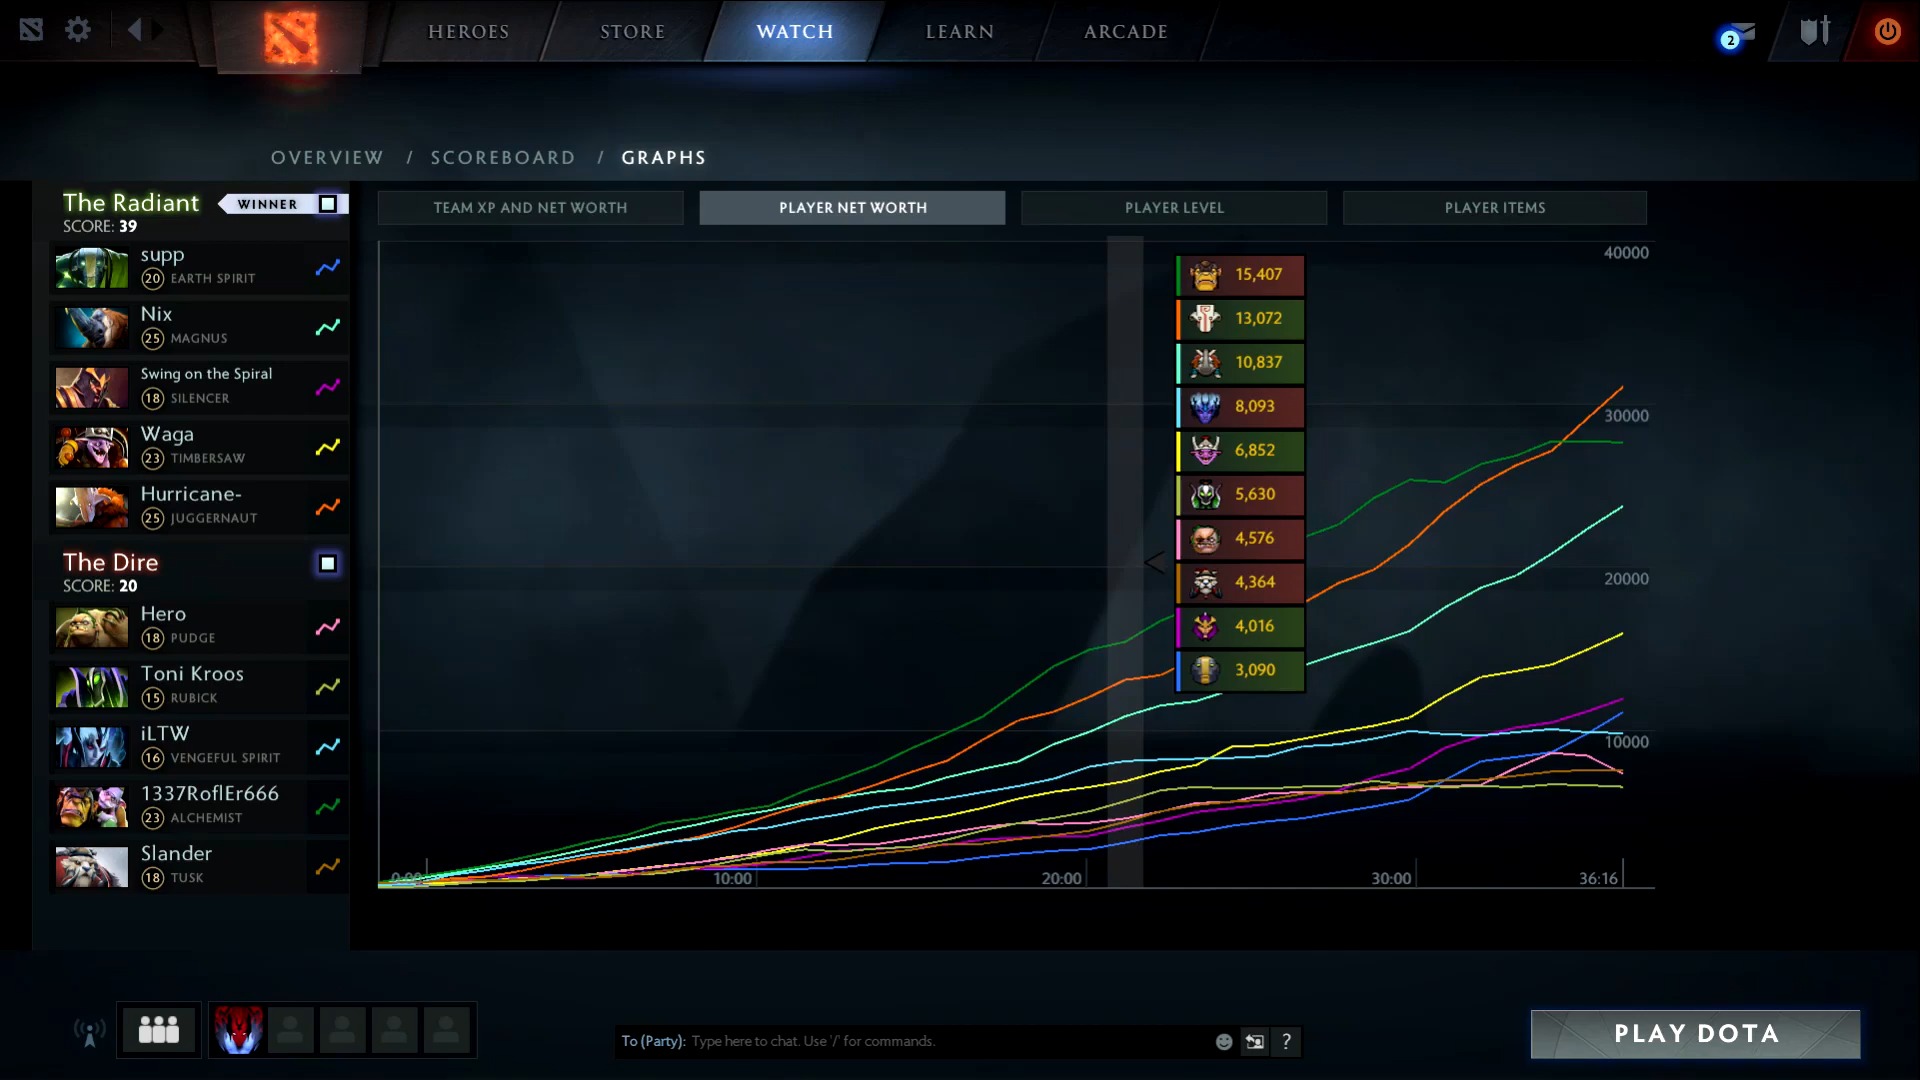 HEROES
STORE
WATCH
LEARN
ARCADE
2
OVERVIEW / SCOREBOARD / GRAPHS
The Radiant
WINNER
SCORE: 39
supp
20 EARTH SPIRIT
Nix
25 MAGNUS
Swing on the Spiral
18 SILENCER
Waga
23 TIMBERSAW
Hurricane-
25 JUGGERNAUT
The Dire
SCORE: 20
Hero
18 PUDGE
Toni Kroos
15 RUBICK
iLTW
16 VENGEFUL SPIRIT
1337RoflEr666
23 ALCHEMIST
Slander
18 TUSK
TEAM XP AND NET WORTH
PLAYER NET WORTH
PLAYER LEVEL
PLAYER ITEMS
15,407
13,072
10,837
8,093
6,852
5,630
4,576
4,364
4,016
3,090
40000
30000
20000
10000
0:00
10:00
20:00
30:00
36:16
To (Party): Type here to chat. Use '/' for commands.
?
PLAY DOTA